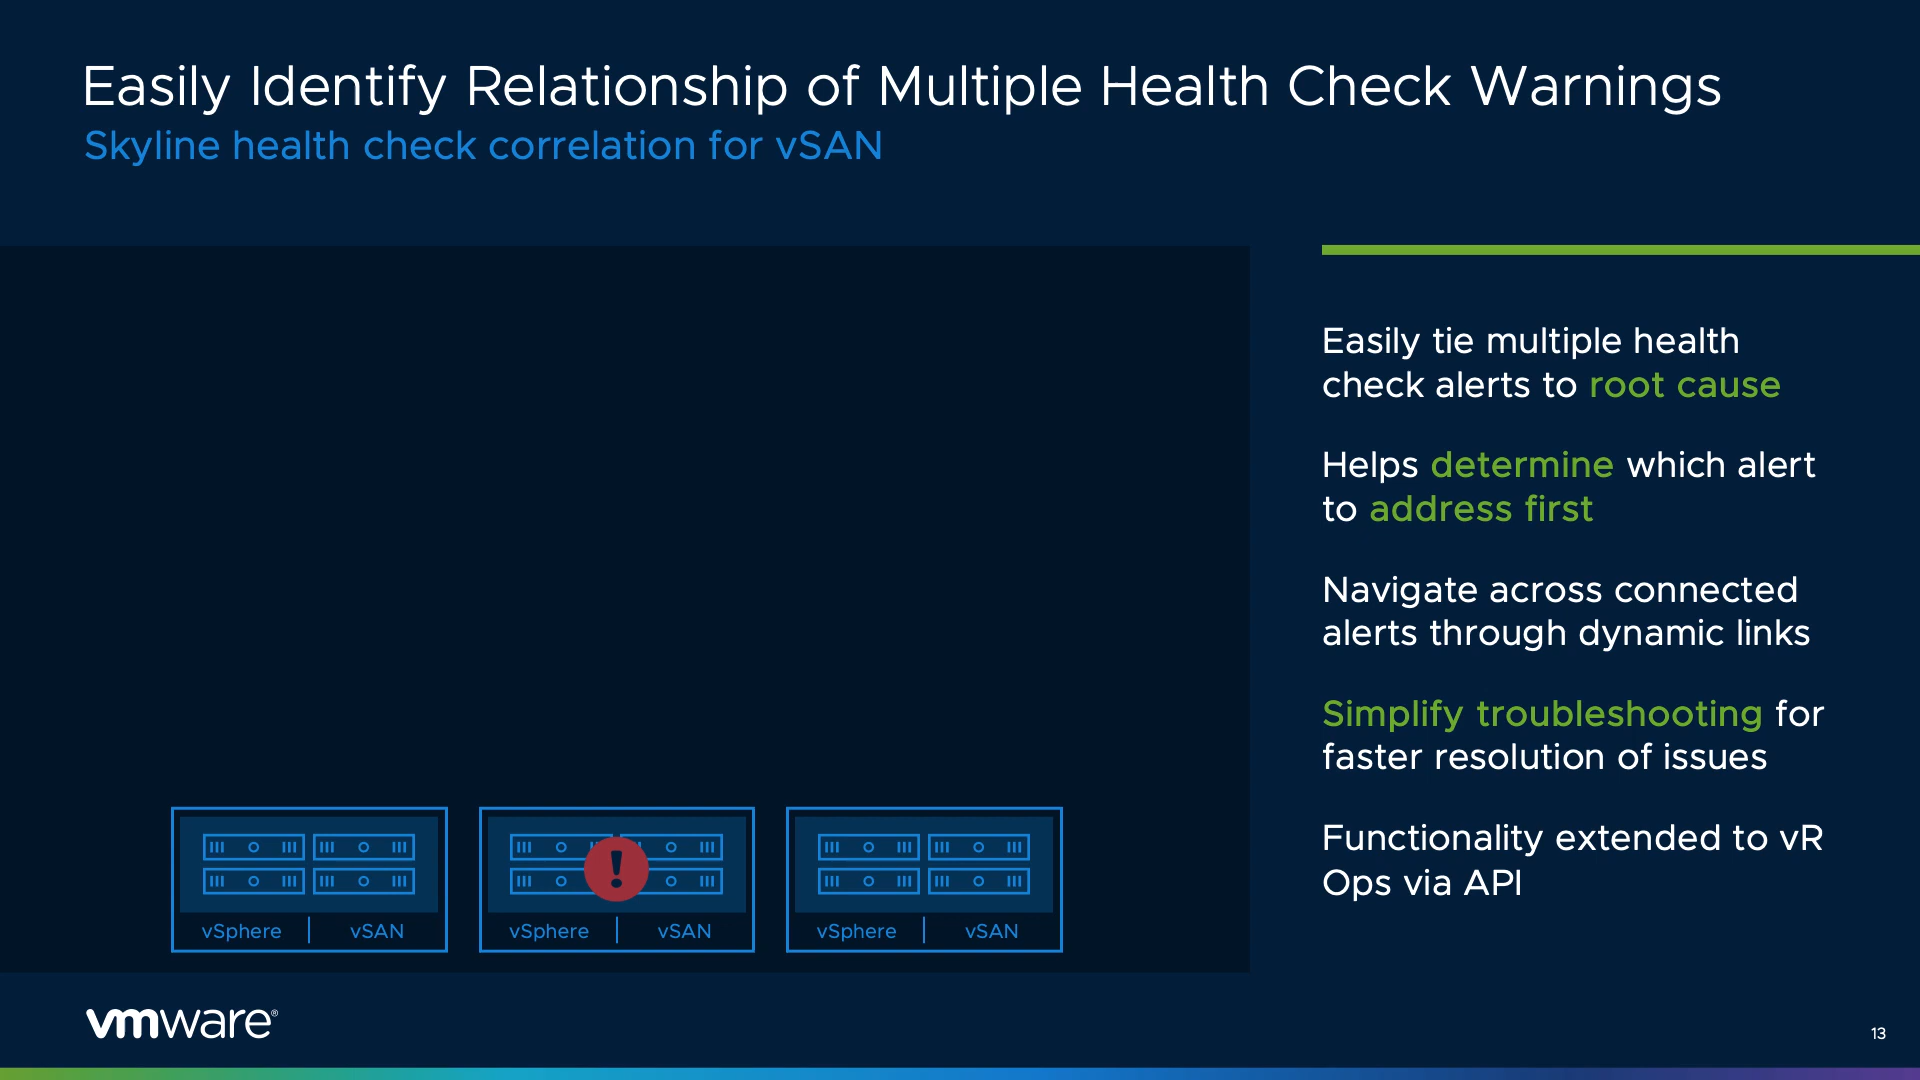 Easily Identify Relationship of Multiple Health Check Warnings
Skyline health check correlation for vSAN
Easily tie multiple health
check alerts to root cause
Helps determine which alert
to address first
Navigate across connected
alerts through dynamic links
Simplify troubleshooting for
faster resolution of issues
Functionality extended to vR
Ops via API
!
vSphere | vSAN
vSphere | vSAN
vSphere | vSAN
vmware®
13